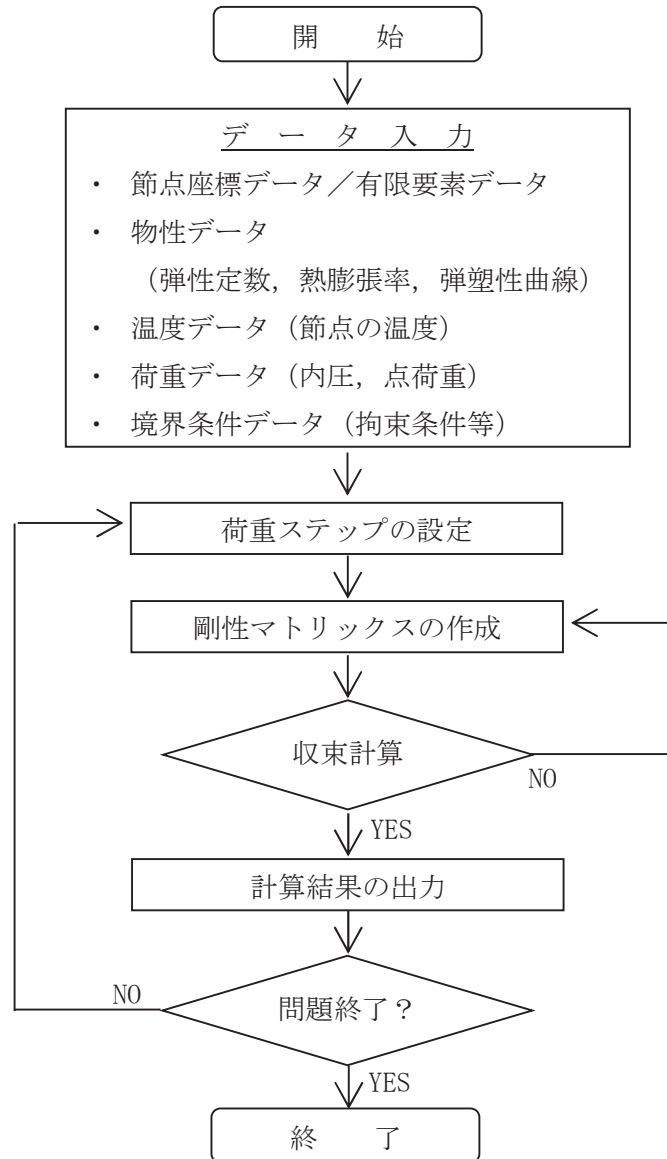 開　　始
デ　ー　タ　入　力
・　節点座標データ／有限要素データ
・　物性データ
（弾性定数，熱膨張率，弾塑性曲線）
・　温度データ（節点の温度）
・　荷重データ（内圧，点荷重）
・　境界条件データ（拘束条件等）
荷重ステップの設定
剛性マトリックスの作成
収束計算
NO
YES
計算結果の出力
NO
問題終了？
YES
終　　了